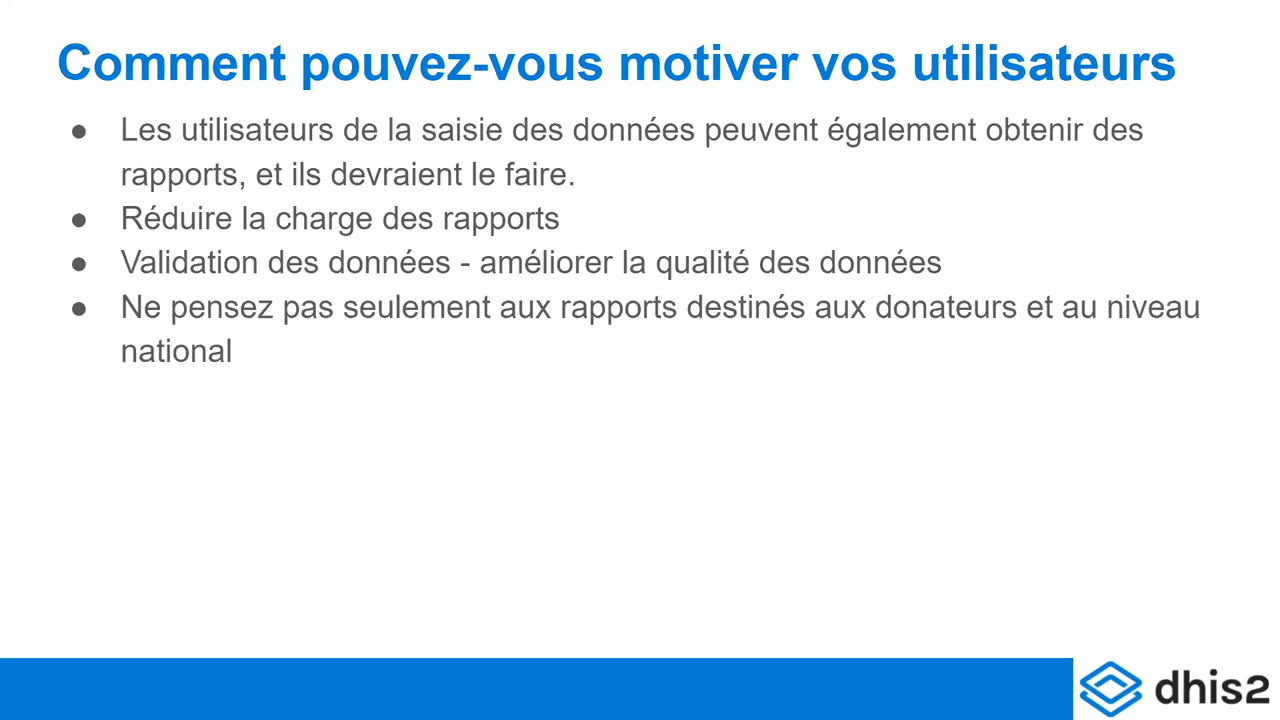 Comment pouvez-vous motiver vos utilisateurs
● Les utilisateurs de la saisie des données peuvent également obtenir des
rapports, et ils devraient le faire.
● Réduire la charge des rapports
● Validation des données - améliorer la qualité des données
● Ne pensez pas seulement aux rapports destinés aux donateurs et au niveau
national
dhis2